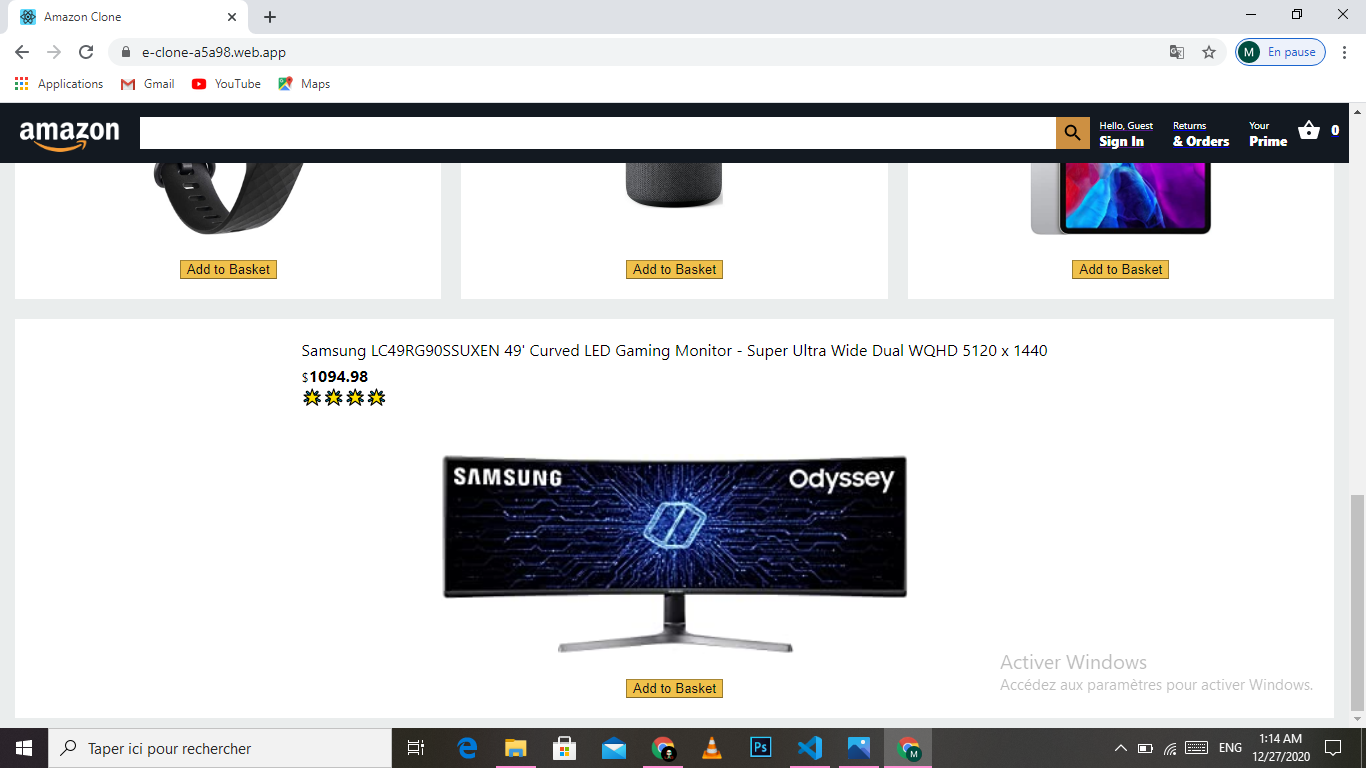 Amazon Clone
e-clone-a5a98.web.app
M
En pause
Applications
Gmail
YouTube
Maps
amazon
Hello, Guest
Sign In
Returns
& Orders
Your
Prime
0
Add to Basket
Add to Basket
Add to Basket
Samsung LC49RG90SSUXEN 49' Curved LED Gaming Monitor - Super Ultra Wide Dual WQHD 5120 x 1440
$1094.98
SAMSUNG
Odyssey
Add to Basket
Activer Windows
Accédez aux paramètres pour activer Windows.
Taper ici pour rechercher
Ps
M
ENG
1:14 AM
12/27/2020